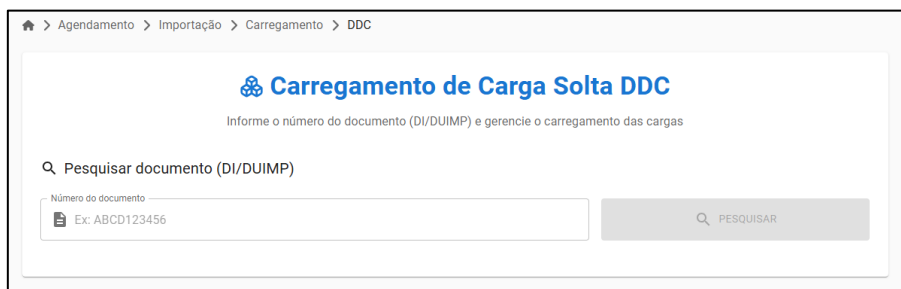 Agendamento > Importação > Carregamento > DDC
Carregamento de Carga Solta DDC
Informe o número do documento (DI/DUIMP) e gerencie o carregamento das cargas
Pesquisar documento (DI/DUIMP)
Número do documento
Ex: ABCD123456
PESQUISAR